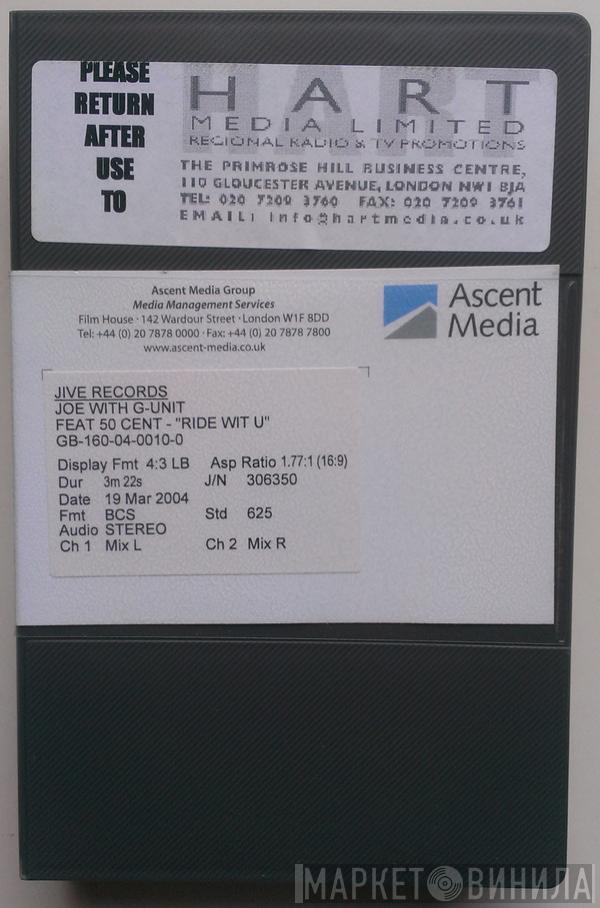 PLEASE
RETURN
AFTER
USE
TO
HART
MEDIA LIMITED
REGIONAL RADIO & TV PROMOTIONS
THE PRIMROSE HILL BUSINESS CENTRE,
110 GLOUCESTER AVENUE, LONDON NW1 8JA
TEL: 020 7209 3760 FAX: 020 7209 3761
EMAIL: info@hartmedia.co.uk
Ascent Media Group
Media Management Services
Film House · 142 Wardour Street · London W1F 8DD
Tel: +44 (0) 20 7878 0000 · Fax: +44 (0) 20 7878 7800
www.ascent-media.co.uk
Ascent
Media
JIVE RECORDS
JOE WITH G-UNIT
FEAT 50 CENT - "RIDE WIT U"
GB-160-04-0010-0
Display Fmt 4:3 LB Asp Ratio 1.77:1 (16:9)
Dur 3m 22s J/N 306350
Date 19 Mar 2004
Fmt BCS Std 625
Audio STEREO
Ch 1 Mix L Ch 2 Mix R
МАРКЕТ ВИНИЛА